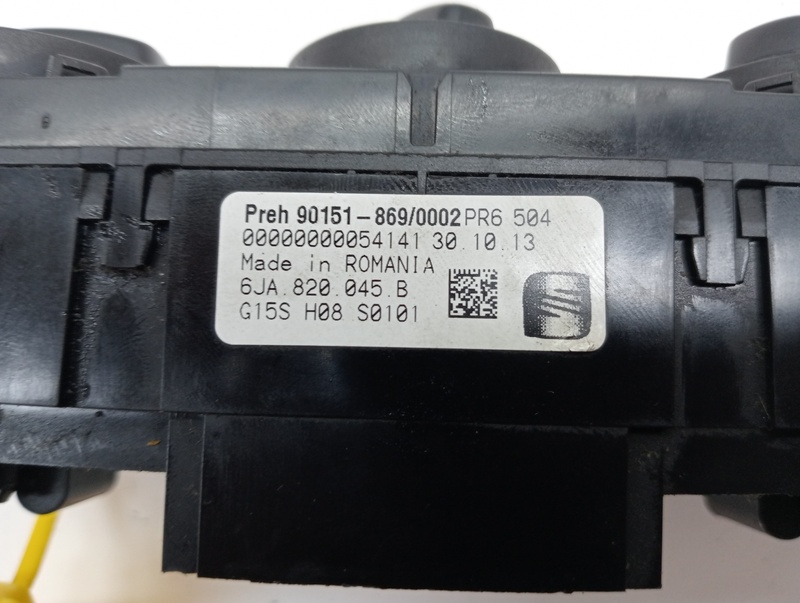 Preh 90151-869/0002 PR6 504
00000000054141 30.10.13
Made in ROMANIA
6JA.820.045.B
G15S H08 S0101